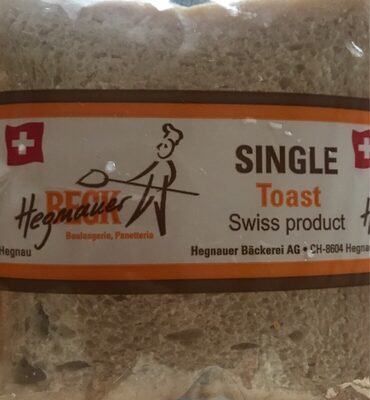 BECK
Hegnauer
Boulangerie, Panetteria
SINGLE
Toast
Swiss product
Hegnauer Bäckerei AG • CH-8604 Hegnau
Hegnau